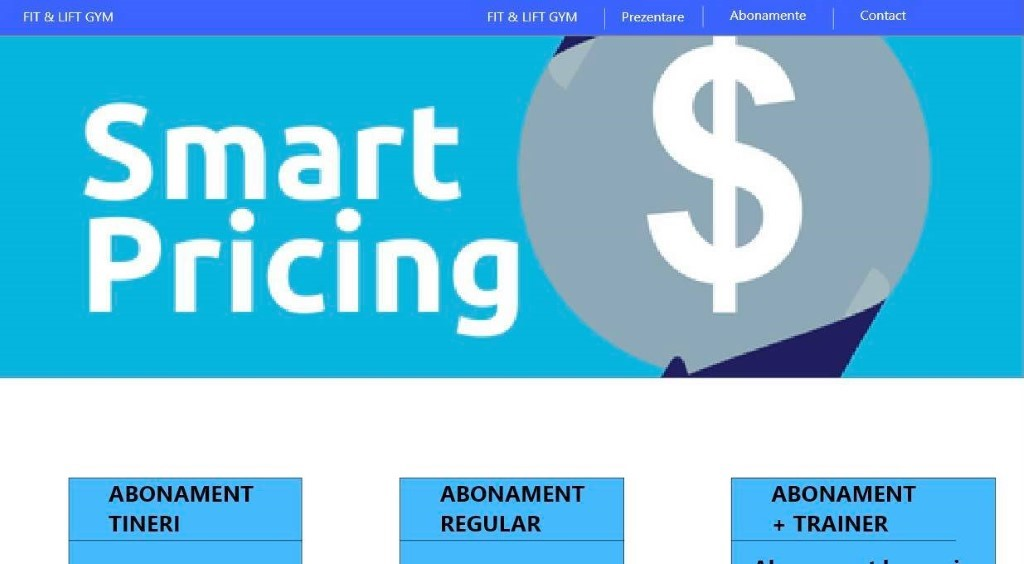 FIT & LIFT GYM
FIT & LIFT GYM
Prezentare
Abonamente
Contact
Smart
Pricing
$
ABONAMENT
TINERI
ABONAMENT
REGULAR
ABONAMENT
+ TRAINER